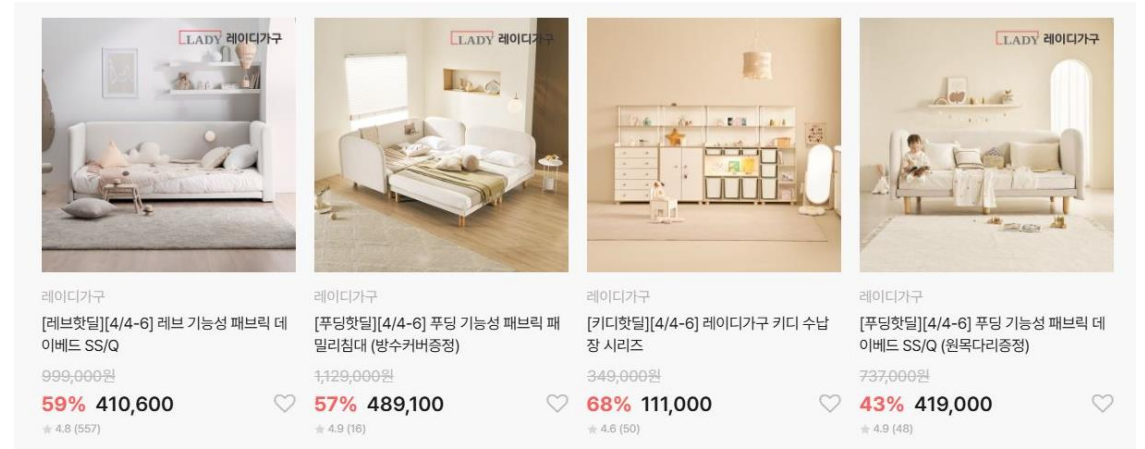 LADY 레이디가구
LADY 레이디가구
LADY 레이디가구
레이디가구
[레브핫딜][4/4-6] 레브 기능성 패브릭 데
이베드 SS/Q
999,000원
59% 410,600
4.8 (557)
레이디가구
[푸딩핫딜][4/4-6] 푸딩 기능성 패브릭 패
밀리침대 (방수커버증정)
1,129,000원
57% 489,100
4.9 (16)
레이디가구
[키디핫딜][4/4-6] 레이디가구 키디 수납
장 시리즈
349,000원
68% 111,000
4.6 (50)
레이디가구
[푸딩핫딜][4/4-6] 푸딩 기능성 패브릭 데
이베드 SS/Q (원목다리증정)
737,000원
43% 419,000
4.9 (48)